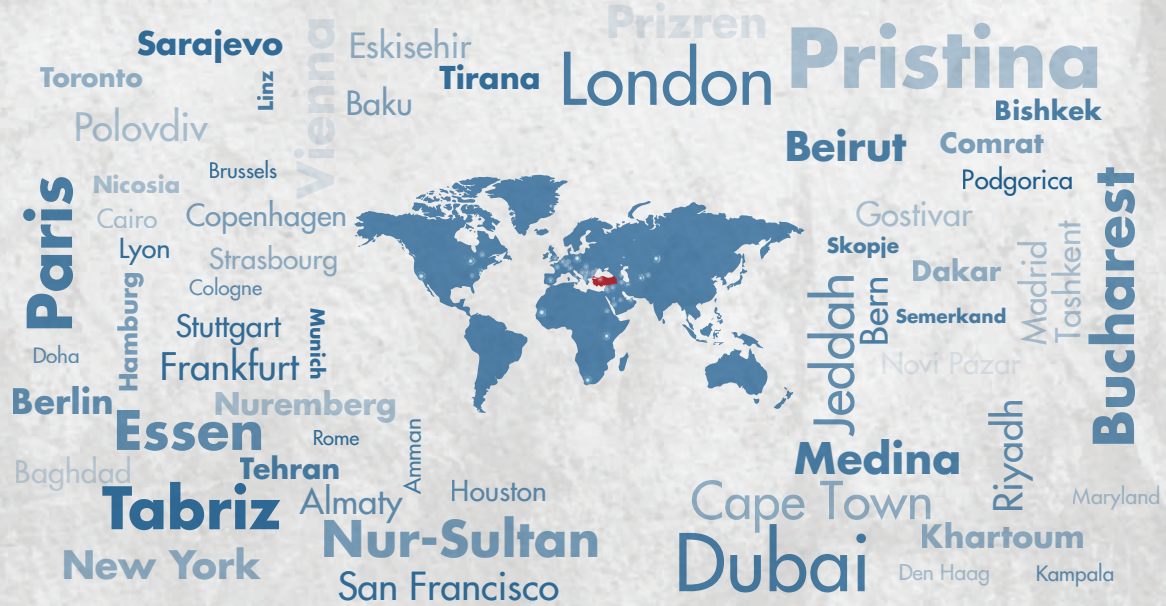 Sarajevo
Toronto
Linz
Vienna
Eskisehir
Tirana
Baku
Prizren
London
Pristina
Bishkek
Polovdiv
Brussels
Nicosia
Cairo
Copenhagen
Paris
Lyon
Strasbourg
Cologne
Hamburg
Stuttgart
Munich
Doha
Frankfurt
Berlin
Essen
Nuremberg
Rome
Amman
Baghdad
Tehran
Tabriz
Almaty
Houston
Nur-Sultan
New York
San Francisco
Beirut
Comrat
Podgorica
Bucharest
Gostivar
Skopje
Dakar
Madrid
Tashkent
Jeddah
Bern
Semerkand
Novi Pazar
Medina
Riyadh
Cape Town
Maryland
Khartoum
Dubai
Den Haag
Kampala